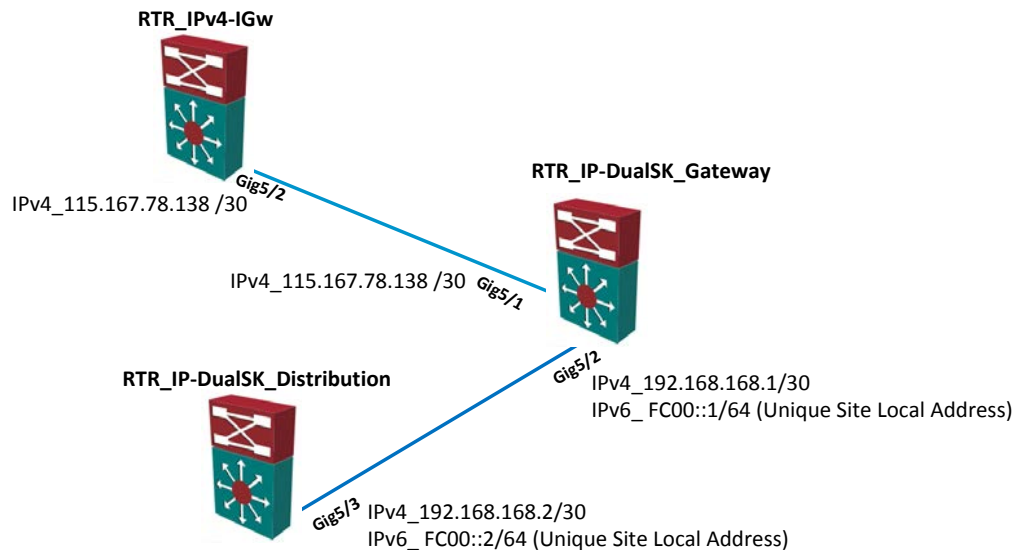 RTR_IPv4-IGw
Gig5/2
IPv4_115.167.78.138 /30
RTR_IP-DualSK_Gateway
IPv4_115.167.78.138 /30
Gig5/1
Gig5/2
IPv4_192.168.168.1/30
IPv6_ FC00::1/64 (Unique Site Local Address)
RTR_IP-DualSK_Distribution
Gig5/3
IPv4_192.168.168.2/30
IPv6_ FC00::2/64 (Unique Site Local Address)